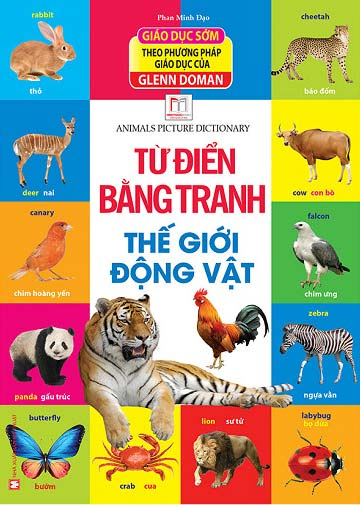 Phan Minh Đạo
GIÁO DỤC SỚM
THEO PHƯƠNG PHÁP
GIÁO DỤC CỦA
GLENN DOMAN
ANIMALS PICTURE DICTIONARY
TỪ ĐIỂN
BẰNG TRANH
THẾ GIỚI
ĐỘNG VẬT
rabbit
thỏ
cheetah
báo đốm
deer nai
cow con bò
canary
chim hoàng yến
falcon
chim ưng
panda gấu trúc
zebra
ngựa vằn
butterfly
bướm
crab cua
lion sư tử
labybug
bọ dừa